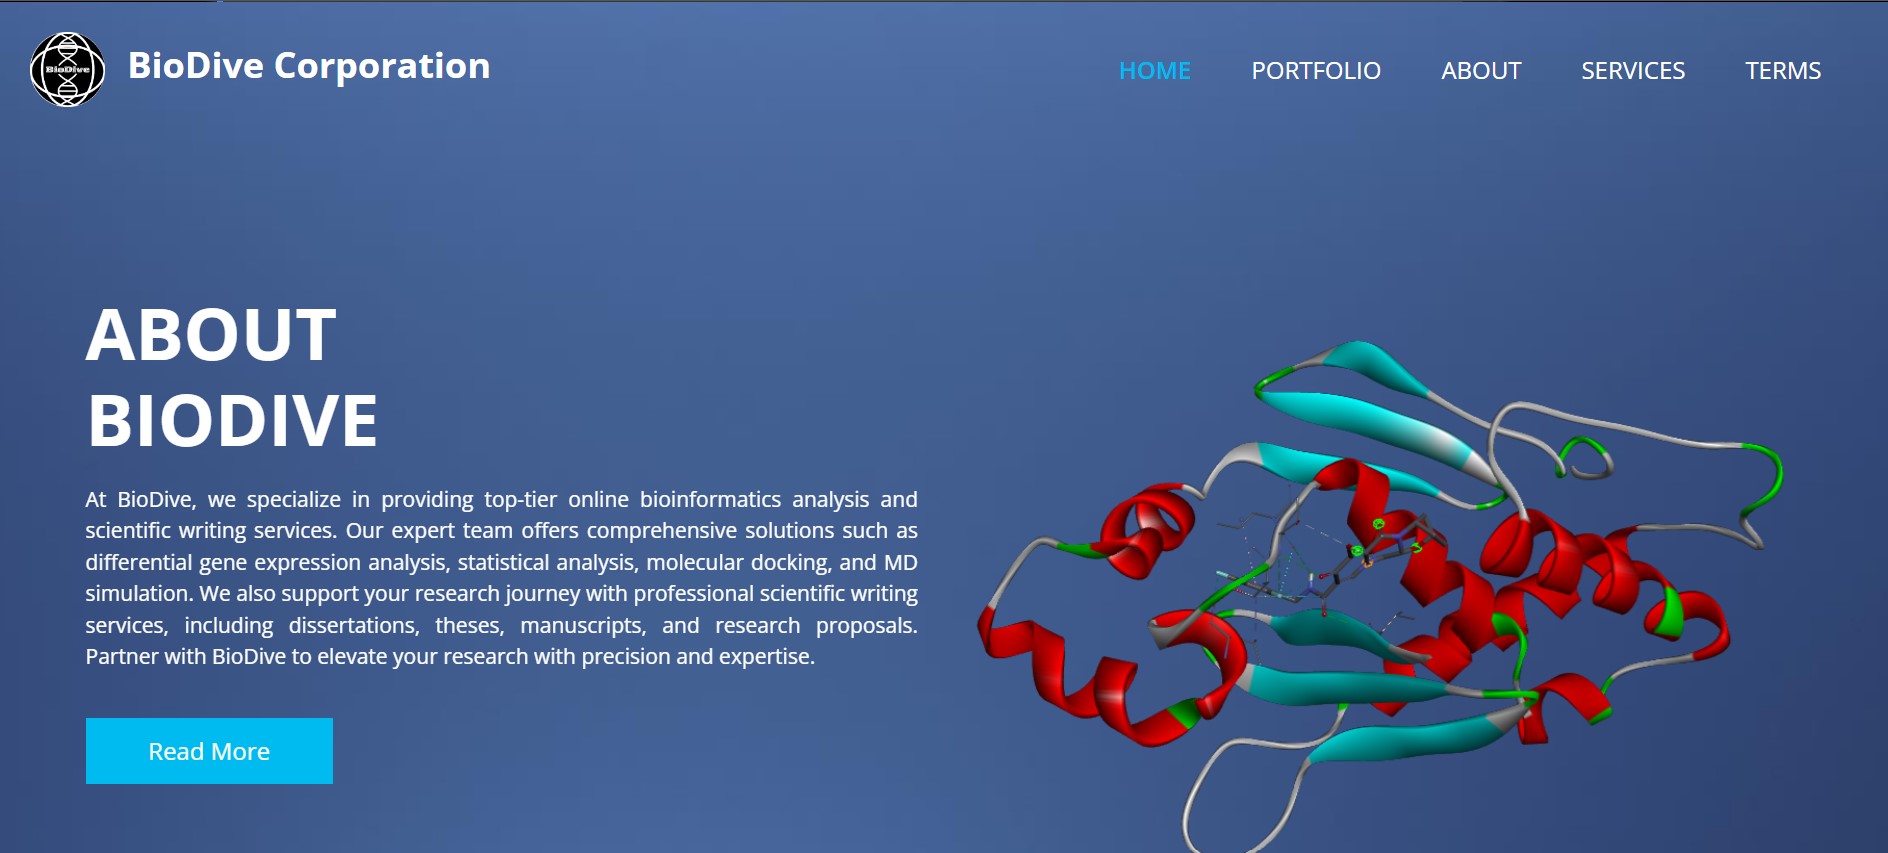 BioDive
BioDive Corporation
HOME
PORTFOLIO
ABOUT
SERVICES
TERMS
ABOUT
BIODIVE
At BioDive, we specialize in providing top-tier online bioinformatics analysis and
scientific writing services. Our expert team offers comprehensive solutions such as
differential gene expression analysis, statistical analysis, molecular docking, and MD
simulation. We also support your research journey with professional scientific writing
services, including dissertations, theses, manuscripts, and research proposals.
Partner with BioDive to elevate your research with precision and expertise.
Read More